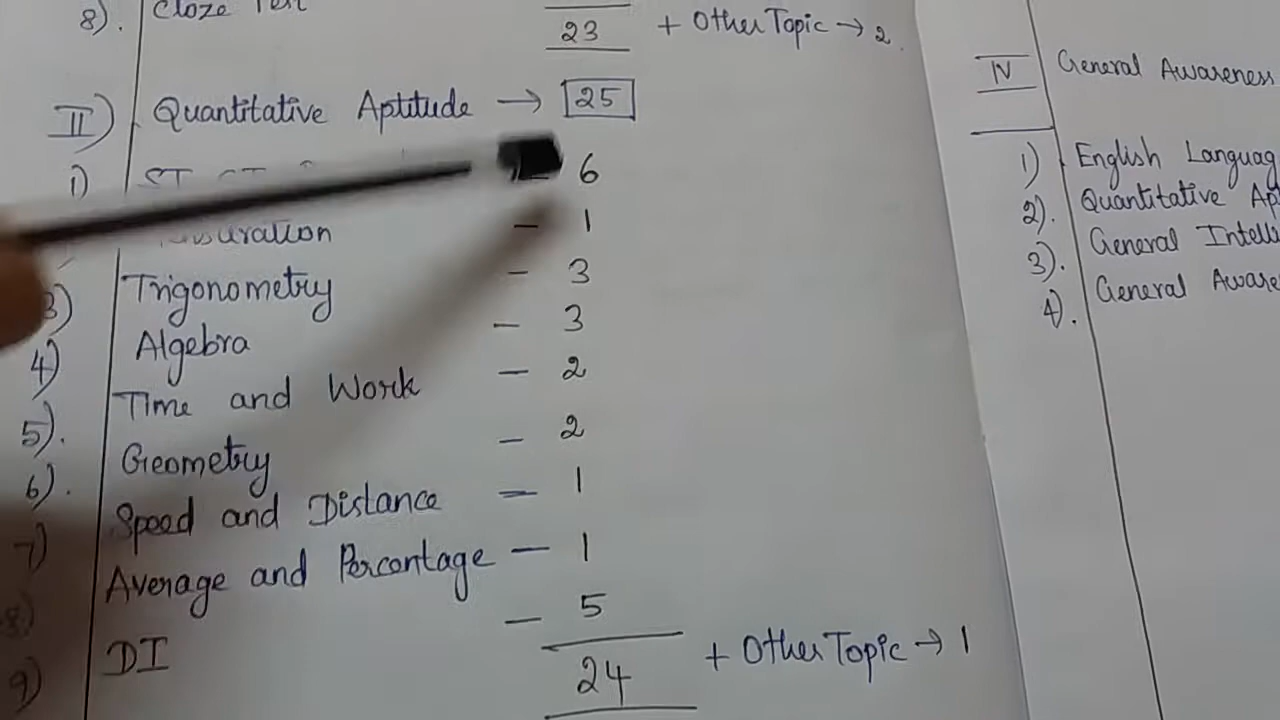 8). Cloze Test
23 + Other Topic → 2
II) Quantitative Aptitude → 25
1) - 6
- 1
3) Trigonometry - 3
4) Algebra - 3
5). Time and Work - 2
6). Geometry - 2
7) Speed and Distance - 1
8) Average and Percentage - 1
9) DI - 5
24 + Other Topic → 1
IV General Awareness
1) English Languag
2). Quantitative Ap
3). General Intelli
4). General Aware